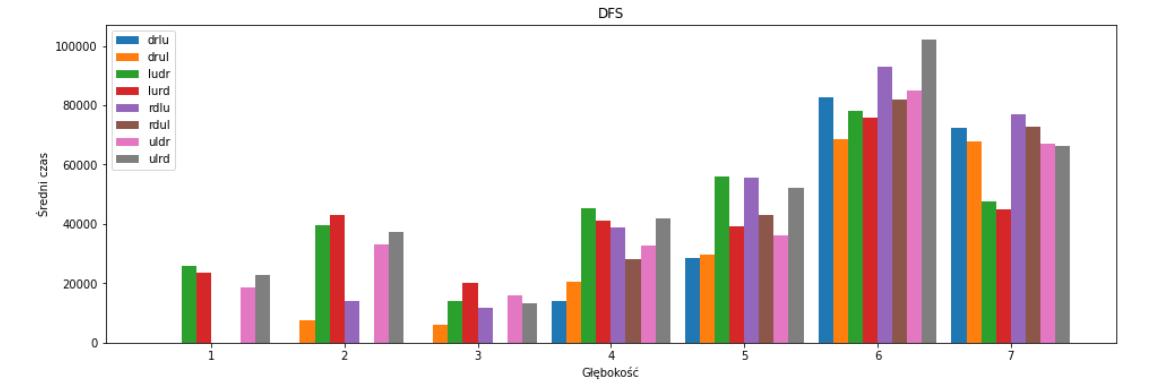 DFS
drlu
drul
ludr
lurd
rdlu
rdul
uldr
ulrd
Średni czas
100000
80000
60000
40000
20000
0
1 2 3 4 5 6 7
Głębokość